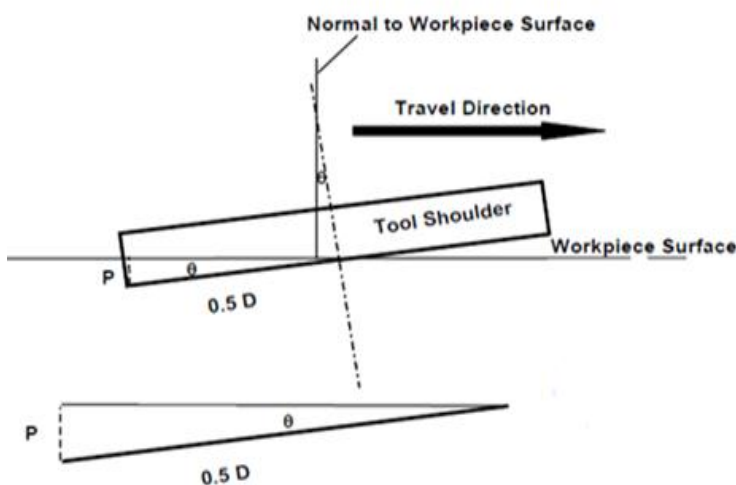 Normal to Workpiece Surface
Travel Direction
θ
Tool Shoulder
Workpiece Surface
P
θ
0.5 D
P
θ
0.5 D